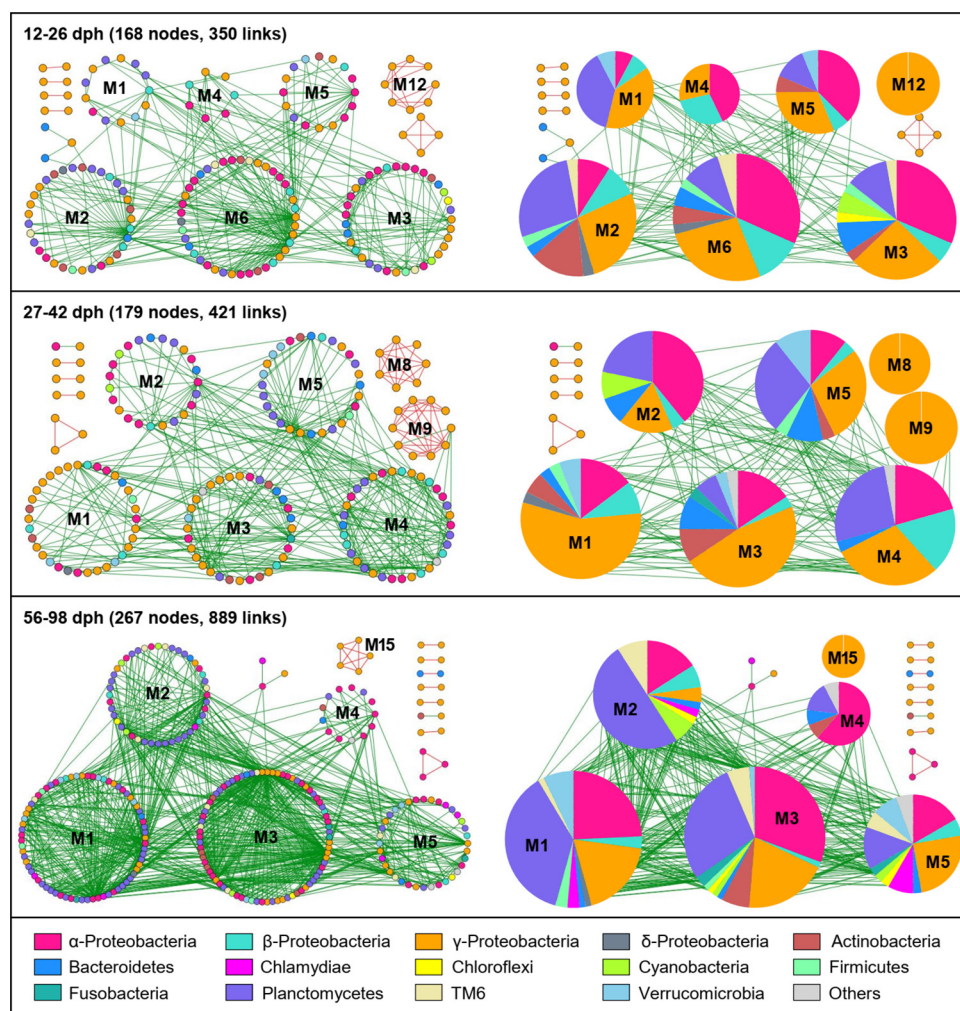 12-26 dph (168 nodes, 350 links)
M1 M4 M5 M12
M2 M6 M3
M1 M4 M5 M12
M2 M6 M3
27-42 dph (179 nodes, 421 links)
M2 M5 M8
M9
M1 M3 M4
M2 M5 M8
M9
M1 M3 M4
56-98 dph (267 nodes, 889 links)
M2 M15
M4
M1 M3 M5
M2 M15
M4
M1 M3 M5
α-Proteobacteria β-Proteobacteria γ-Proteobacteria δ-Proteobacteria Actinobacteria
Bacteroidetes Chlamydiae Chloroflexi Cyanobacteria Firmicutes
Fusobacteria Planctomycetes TM6 Verrucomicrobia Others